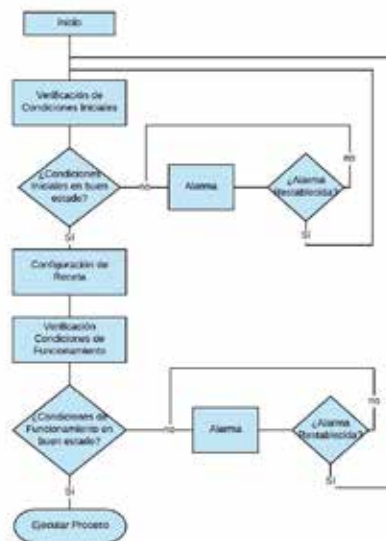 Inicio
Verificación de
Condiciones Iniciales
¿Condiciones
Iniciales en buen
estado?
no
Alarma
¿Alarma
Restablecida?
no
Si
Si
Configuración de
Receta
Verificación
Condiciones de
Funcionamiento
¿Condiciones de
Funcionamiento en
buen estado?
no
Alarma
¿Alarma
Restablecida?
no
Si
Si
Ejecutar Proceso